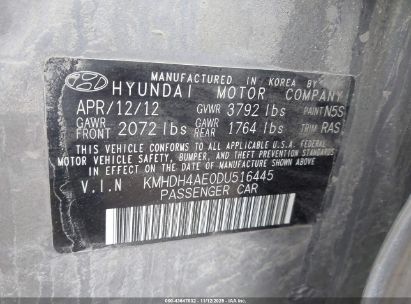 MANUFACTURED IN KOREA BY
HYUNDAI MOTOR COMPANY
APR/12/12 GVWR 3792 lbs PAINT N5S
GAWR FRONT 2072 lbs GAWR REAR 1764 lbs TRIM RAS
THIS VEHICLE CONFORMS TO ALL APPLICABLE U.S.A. FEDERAL
MOTOR VEHICLE SAFETY, BUMPER, AND THEFT PREVENTION
STANDARDS IN EFFECT ON THE DATE OF MANUFACTURE SHOWN ABOVE.
V.I.N KMHDH4AE0DU516445
PASSENGER CAR